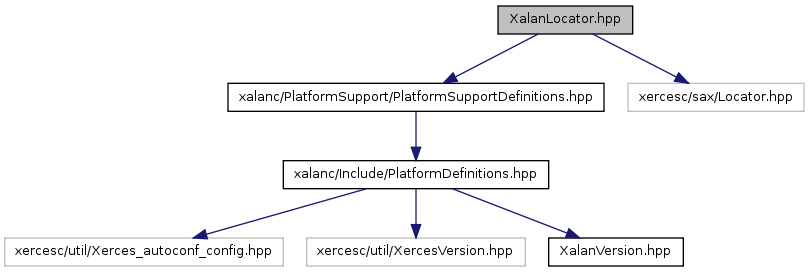 XalanLocator.hpp
xalanc/PlatformSupport/PlatformSupportDefinitions.hpp
xercesc/sax/Locator.hpp
xalanc/Include/PlatformDefinitions.hpp
xercesc/util/Xerces_autoconf_config.hpp
xercesc/util/XercesVersion.hpp
XalanVersion.hpp